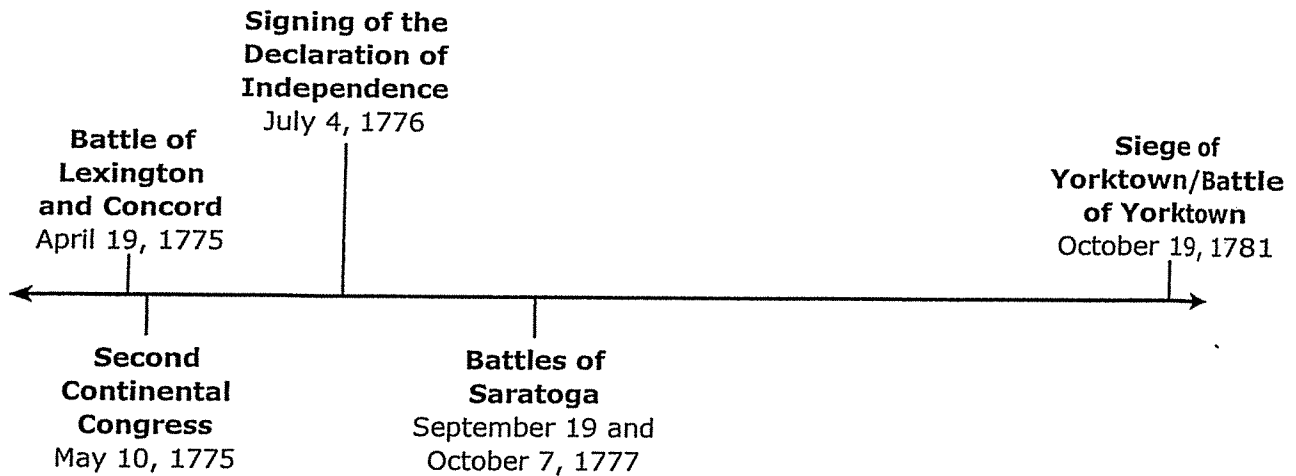 Signing of the
Declaration of
Independence
July 4, 1776
Battle of
Lexington
and Concord
April 19, 1775
Siege of
Yorktown/Battle
of Yorktown
October 19, 1781
Second
Continental
Congress
May 10, 1775
Battles of
Saratoga
September 19 and
October 7, 1777